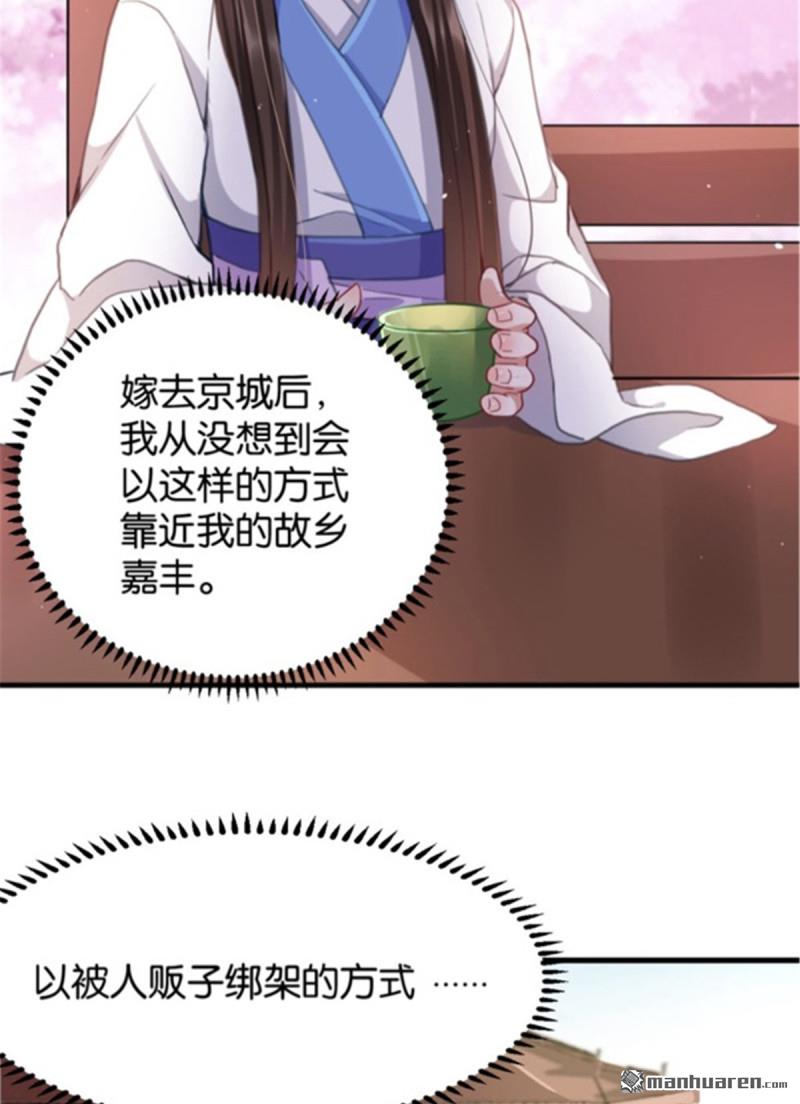 嫁去京城后，
我从没想到会
以这样的方式
靠近我的故乡
嘉丰。
以被人贩子绑架的方式……
manhuaren.com